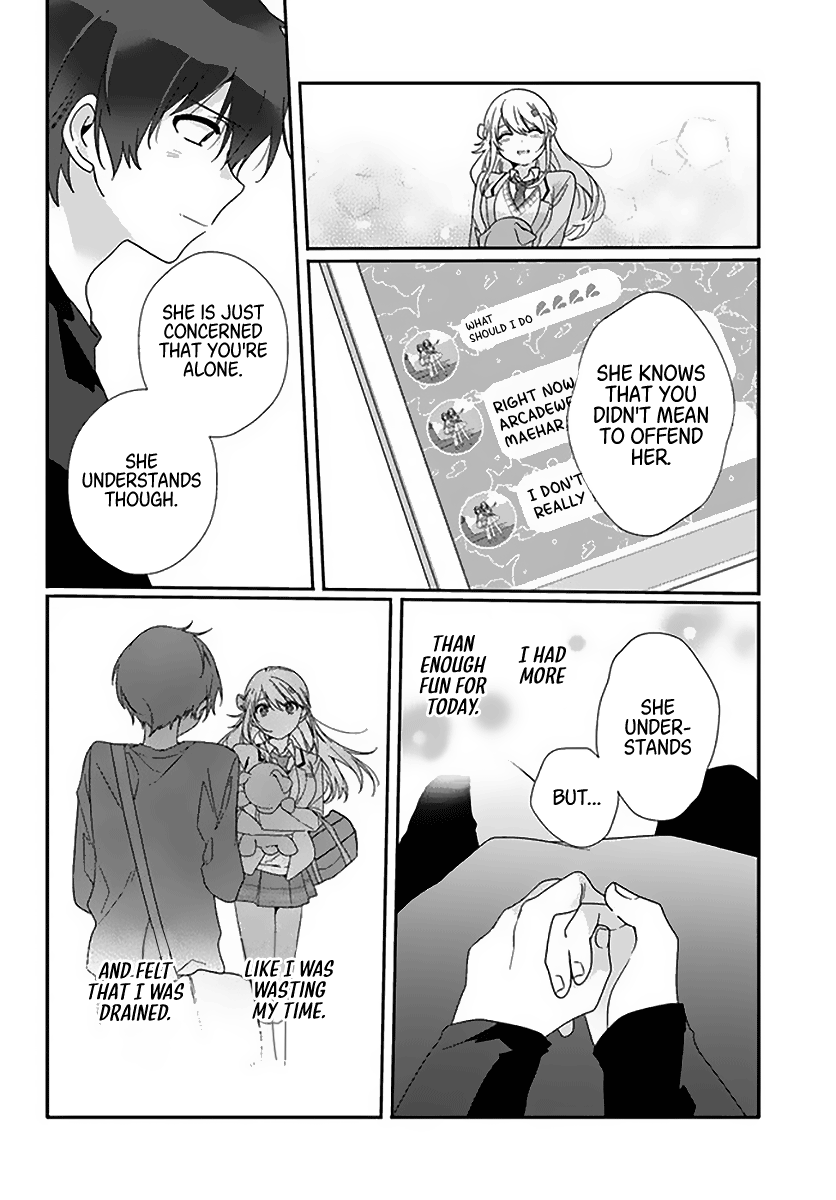 WHAT
SHOULD I DO
RIGHT NOW
ARCADE
MAEHAR
I DON'T
REALLY
SHE KNOWS
THAT YOU
DIDN'T MEAN
TO OFFEND
HER.
SHE IS JUST
CONCERNED
THAT YOU'RE
ALONE.
SHE
UNDERSTANDS
THOUGH.
SHE
UNDER-
STANDS
BUT...
I HAD
MORE
THAN
ENOUGH
FUN FOR
TODAY.
LIKE I WAS
WASTING
MY TIME.
AND FELT
THAT I WAS
DRAINED.